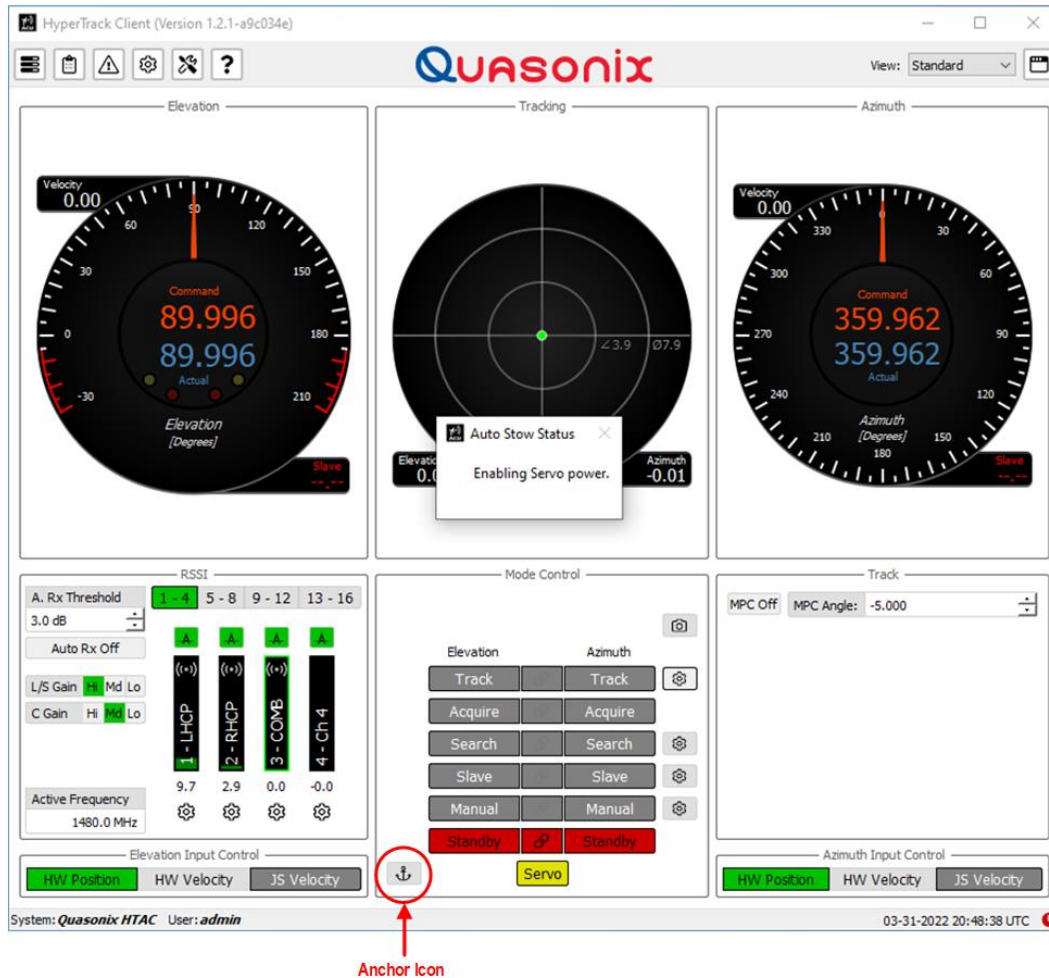 HyperTrack Client (Version 1.2.1-a9c034e)
QUASONIX
View: Standard
Elevation
Velocity
0.00
-30
0
30
60
90
120
150
180
210
Command
89.996
89.996
Actual
Elevation
[Degrees]
Slave
--.--
Tracking
∠3.9
Ø7.9
Auto Stow Status
Enabling Servo power.
Azimuth
-0.01
Azimuth
Velocity
0.00
0
30
60
90
120
150
180
210
240
270
300
330
Command
359.962
359.962
Actual
Azimuth
[Degrees]
Slave
--.--
RSSI
A. Rx Threshold
3.0 dB
Auto Rx Off
L/S Gain Hi Md Lo
C Gain Hi Md Lo
Active Frequency
1480.0 MHz
1 - 4 5 - 8 9 - 12 13 - 16
-A- -A- -A- -A-
1 - LHCP
2 - RHCP
3 - COMB
4 - Ch 4
9.7 2.9 0.0 -0.0
Mode Control
Elevation Azimuth
Track Track
Acquire Acquire
Search Search
Slave Slave
Manual Manual
Standby Standby
Servo
Track
MPC Off MPC Angle: -5.000
Elevation Input Control
HW Position HW Velocity JS Velocity
Azimuth Input Control
HW Position HW Velocity JS Velocity
System: Quasonix HTAC User: admin
03-31-2022 20:48:38 UTC
Anchor Icon